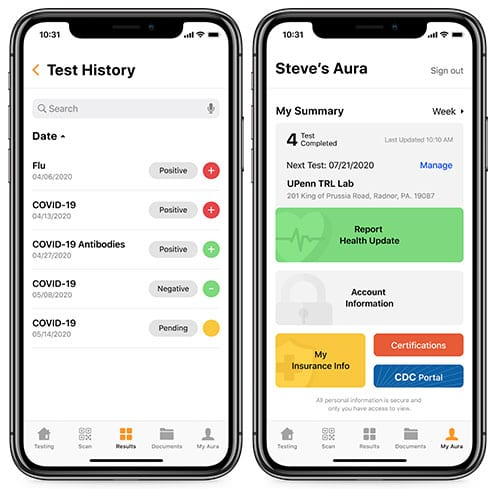 10:31
Test History
Search
Date
Flu
04/06/2020
Positive
COVID-19
04/13/2020
Positive
COVID-19 Antibodies
04/27/2020
Positive
COVID-19
05/08/2020
Negative
COVID-19
05/14/2020
Pending
Testing
Scan
Results
Documents
My Aura
10:31
Steve's Aura
Sign out
My Summary
Week
4 Test
Completed
Last Updated 10:10 AM
Next Test: 07/21/2020
Manage
UPenn TRL Lab
201 King of Prussia Road, Radnor, PA. 19087
Report
Health Update
Account
Information
My
Insurance Info
Certifications
CDC Portal
All personal information is secure and
only you have access to view.
Testing
Scan
Results
Documents
My Aura